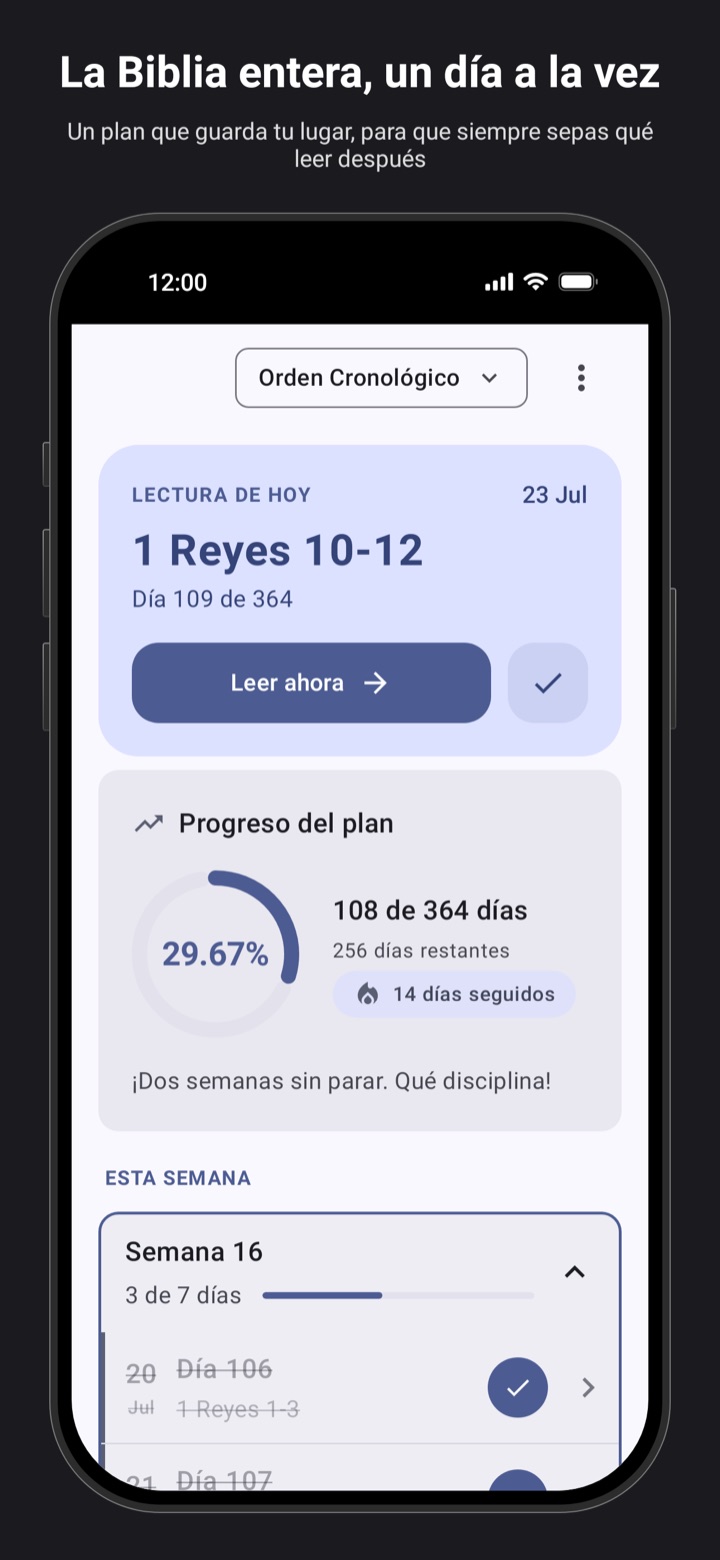 La Biblia entera, un día a la vez
Un plan que guarda tu lugar, para que siempre sepas qué
leer después
12:00
Orden Cronológico
LECTURA DE HOY
23 Jul
1 Reyes 10-12
Día 109 de 364
Leer ahora
Progreso del plan
29.67%
108 de 364 días
256 días restantes
14 días seguidos
¡Dos semanas sin parar. Qué disciplina!
ESTA SEMANA
Semana 16
3 de 7 días
20 Día 106
Jul 1 Reyes 1-3
21 Día 107